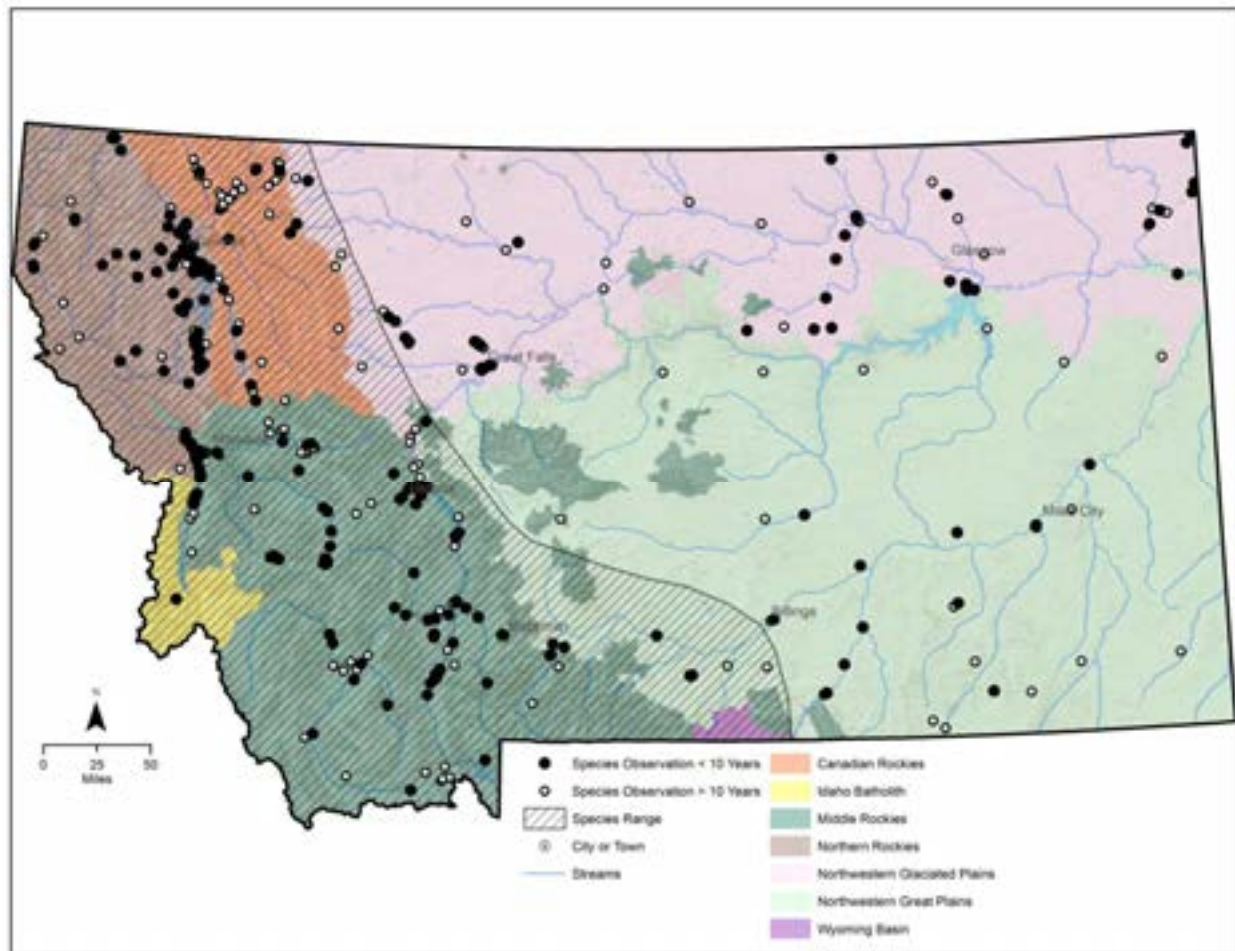 Glasgow
Great Falls
Miles City
Billings
N
0 25 50
Miles
Species Observation < 10 Years
Species Observation > 10 Years
Species Range
City or Town
Streams
Canadian Rockies
Idaho Batholith
Middle Rockies
Northern Rockies
Northwestern Glaciated Plains
Northwestern Great Plains
Wyoming Basin